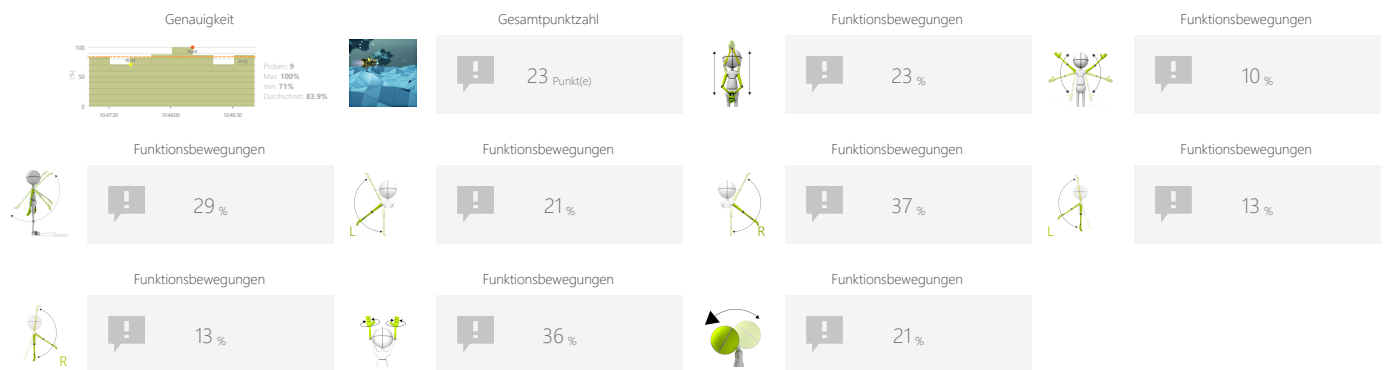 Genauigkeit
Gesamtpunktzahl
Funktionsbewegungen
Funktionsbewegungen
100
50
0
(%)
min
max
avg
10:47:30
10:48:00
10:48:30
Proben: 9
Max: 100%
min: 71%
Durchschnitt: 83.9%
23 Punkt(e)
23 %
10 %
Funktionsbewegungen
Funktionsbewegungen
Funktionsbewegungen
Funktionsbewegungen
29 %
L
21 %
R
37 %
L
13 %
Funktionsbewegungen
Funktionsbewegungen
Funktionsbewegungen
R
13 %
36 %
21 %